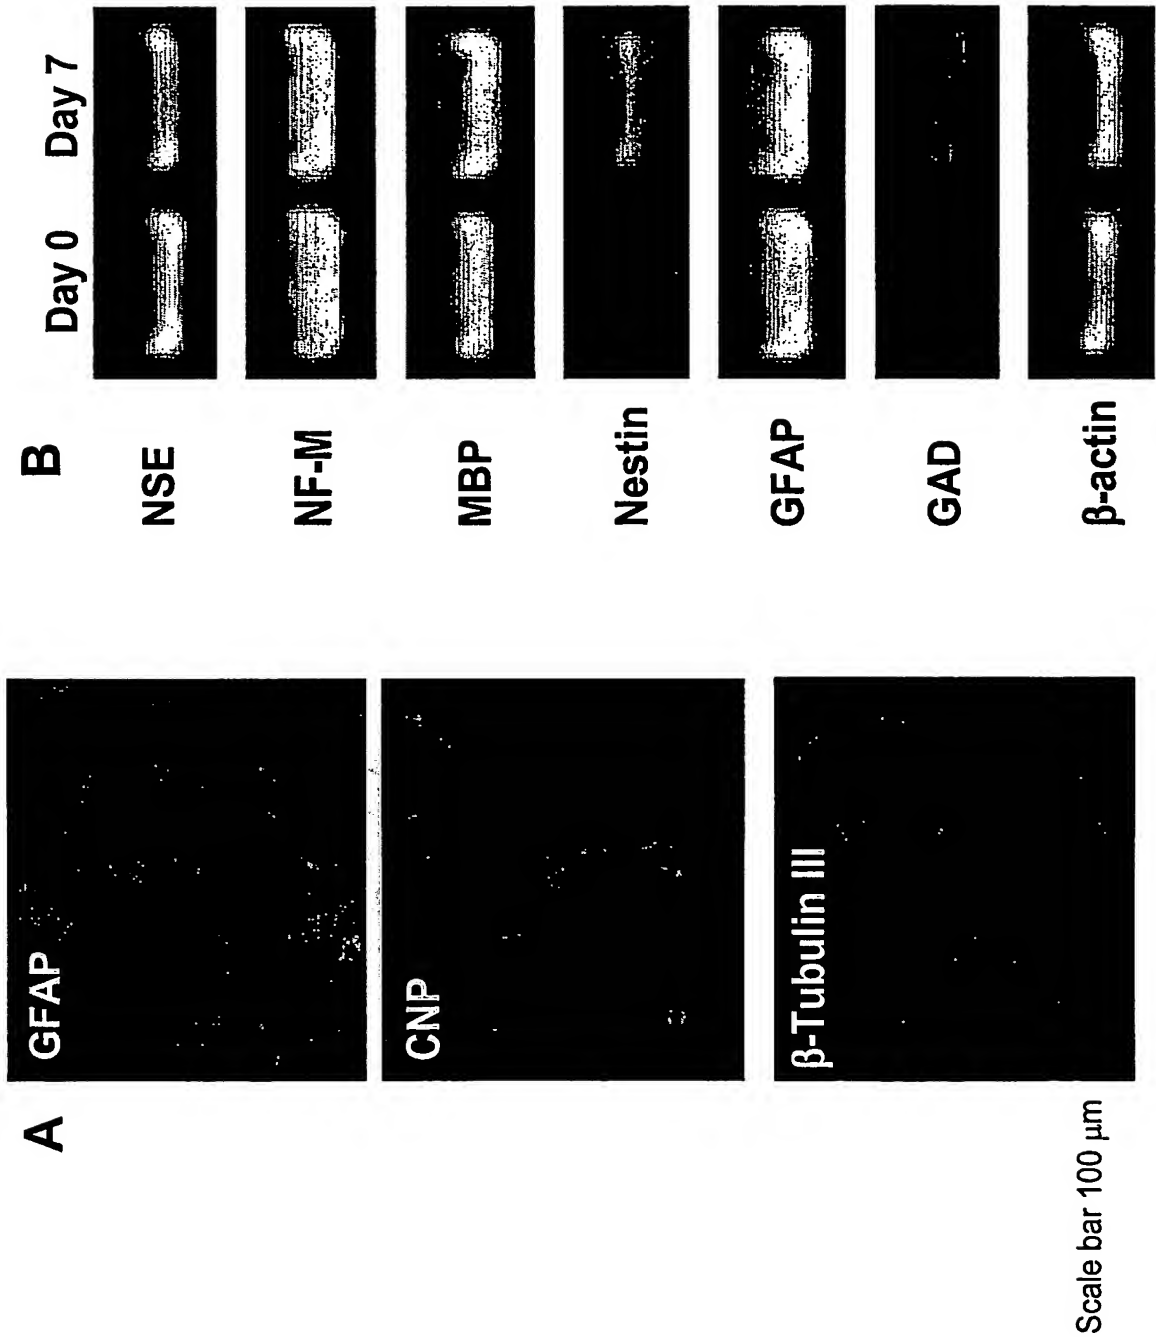 A
GFAP
CNP
β-Tubulin III
Scale bar 100 μm
B
Day 0 Day 7
NSE
NF-M
MBP
Nestin
GFAP
GAD
β-actin